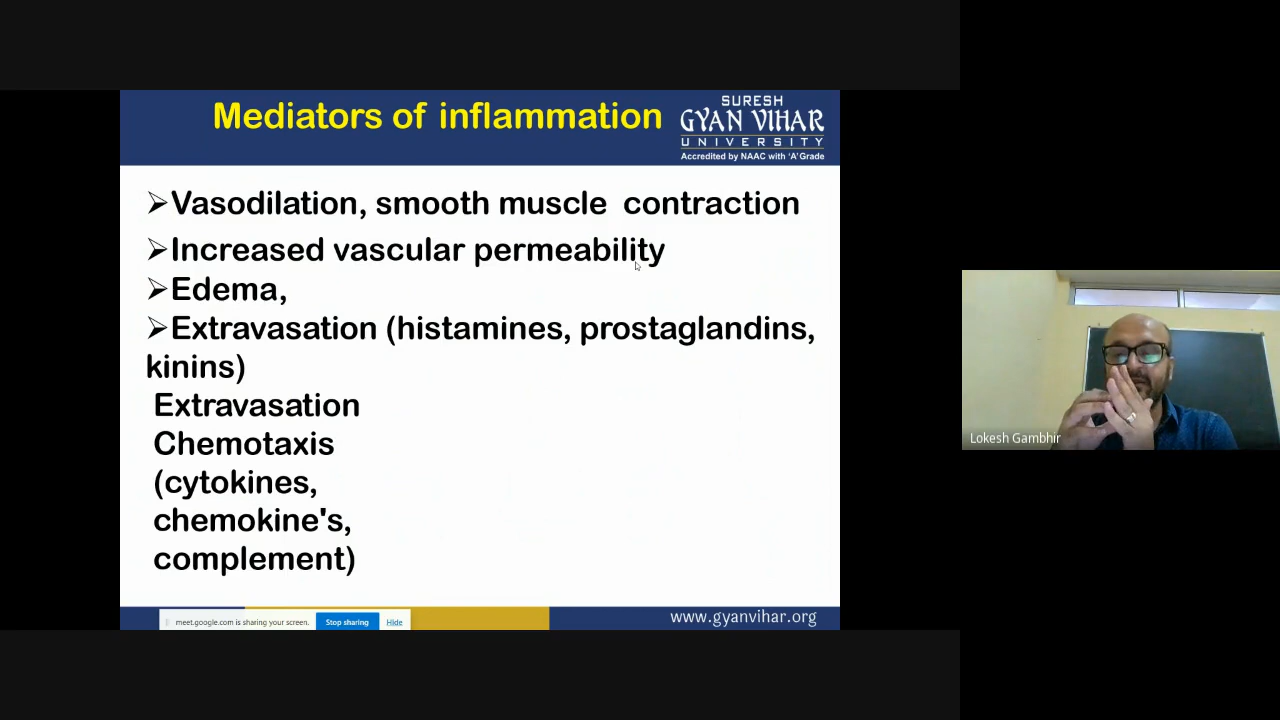 Mediators of inflammation
SURESH
GYAN VIHAR
UNIVERSITY
Accredited by NAAC with 'A' Grade
➢Vasodilation, smooth muscle contraction
➢Increased vascular permeability
➢Edema,
➢Extravasation (histamines, prostaglandins,
kinins)
Extravasation
Chemotaxis
(cytokines,
chemokine's,
complement)
Lokesh Gambhir
meet.google.com is sharing your screen. Stop sharing Hide
www.gyanvihar.org